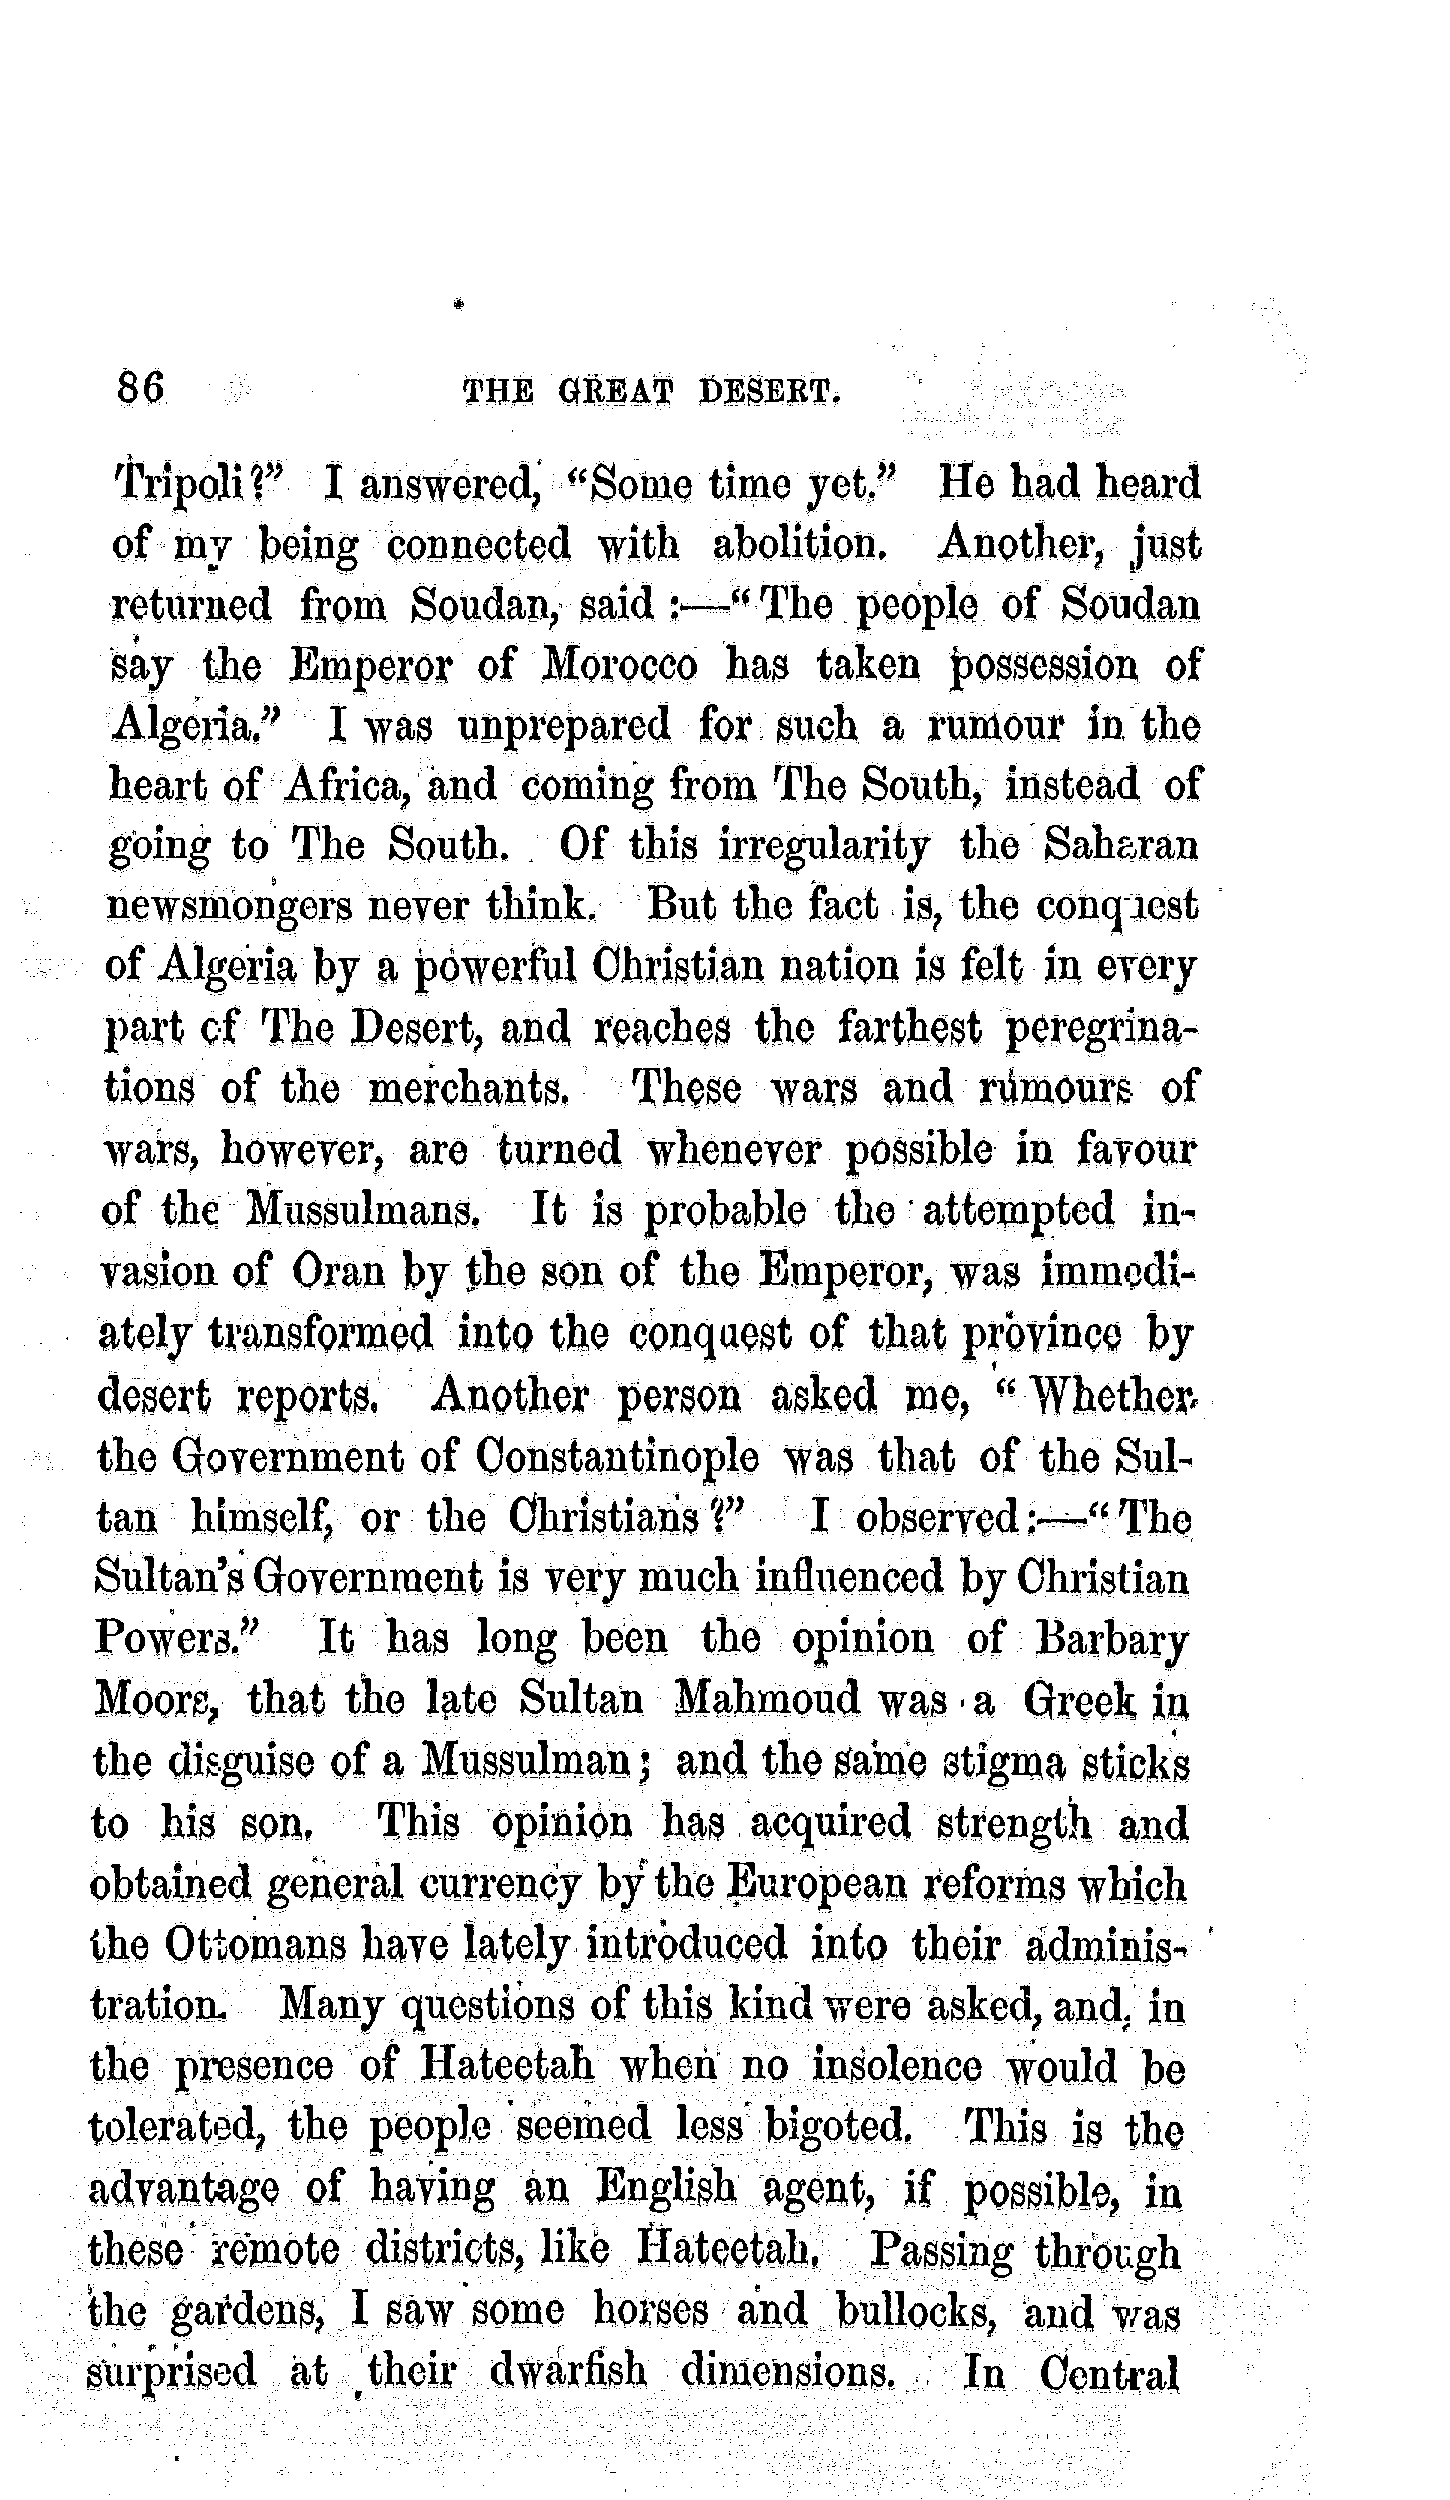 86 THE GREAT DESERT.
Tripoli?" I answered, "Some time yet." He had heard
of my being connected with abolition. Another, just
returned from Soudan, said :—"The people of Soudan
say the Emperor of Morocco has taken possession of
Algeria." I was unprepared for such a rumour in the
heart of Africa, and coming from The South, instead of
going to The South. Of this irregularity the Saharan
newsmongers never think. But the fact is, the conquest
of Algeria by a powerful Christian nation is felt in every
part of The Desert, and reaches the farthest peregrina-
tions of the merchants. These wars and rumours of
wars, however, are turned whenever possible in favour
of the Mussulmans. It is probable the attempted in-
vasion of Oran by the son of the Emperor, was immedi-
ately transformed into the conquest of that province by
desert reports. Another person asked me, "Whether
the Government of Constantinople was that of the Sul-
tan himself, or the Christians?" I observed:—"The
Sultan's Government is very much influenced by Christian
Powers." It has long been the opinion of Barbary
Moors, that the late Sultan Mahmoud was a Greek in
the disguise of a Mussulman; and the same stigma sticks
to his son. This opinion has acquired strength and
obtained general currency by the European reforms which
the Ottomans have lately introduced into their adminis-
tration. Many questions of this kind were asked, and, in
the presence of Hateetah when no insolence would be
tolerated, the people seemed less bigoted. This is the
advantage of having an English agent, if possible, in
these remote districts, like Hateetah. Passing through
the gardens, I saw some horses and bullocks, and was
surprised at their dwarfish dimensions. In Central